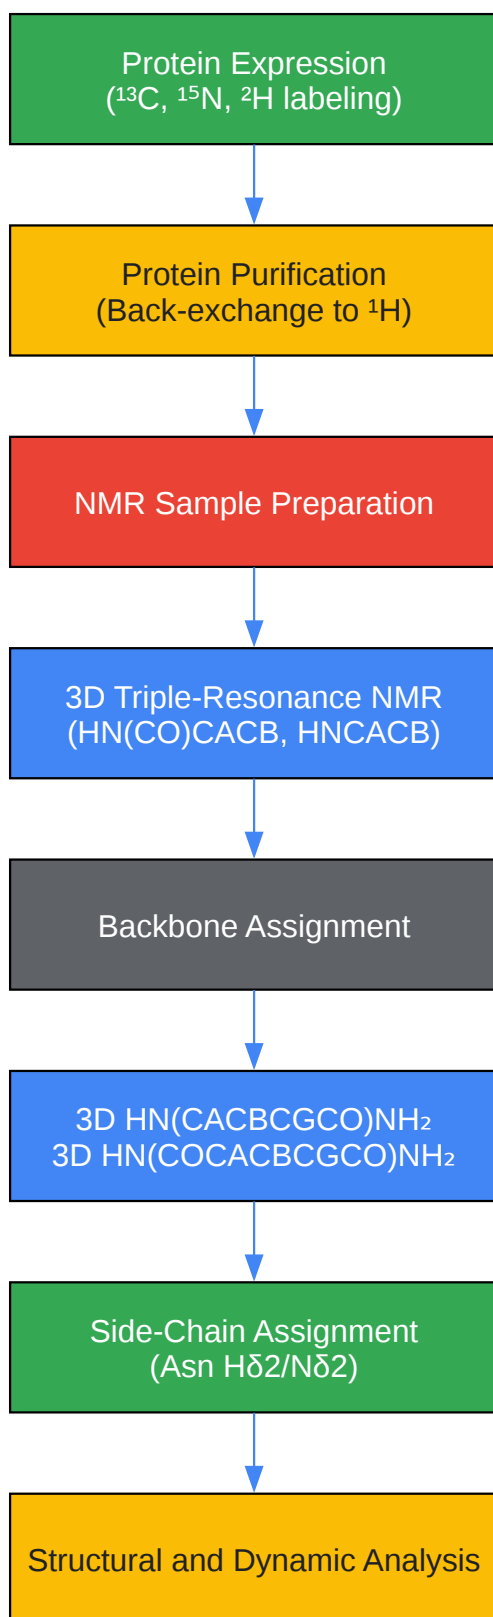 Protein Expression
(¹³C, ¹⁵N, ²H labeling)
Protein Purification
(Back-exchange to ¹H)
NMR Sample Preparation
3D Triple-Resonance NMR
(HN(CO)CACB, HNCACB)
Backbone Assignment
3D HN(CACBCGCO)NH₂
3D HN(COCACBCGCO)NH₂
Side-Chain Assignment
(Asn Hδ2/Nδ2)
Structural and Dynamic Analysis